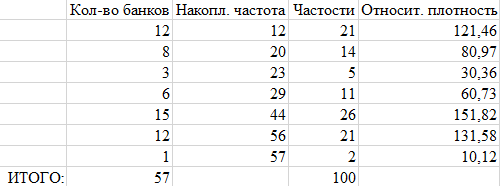 Кол-во банков Накопл. частота Частости Относит. плотность
12 12 21 121,46
8 20 14 80,97
3 23 5 30,36
6 29 11 60,73
15 44 26 151,82
12 56 21 131,58
1 57 2 10,12
ИТОГО: 57 100